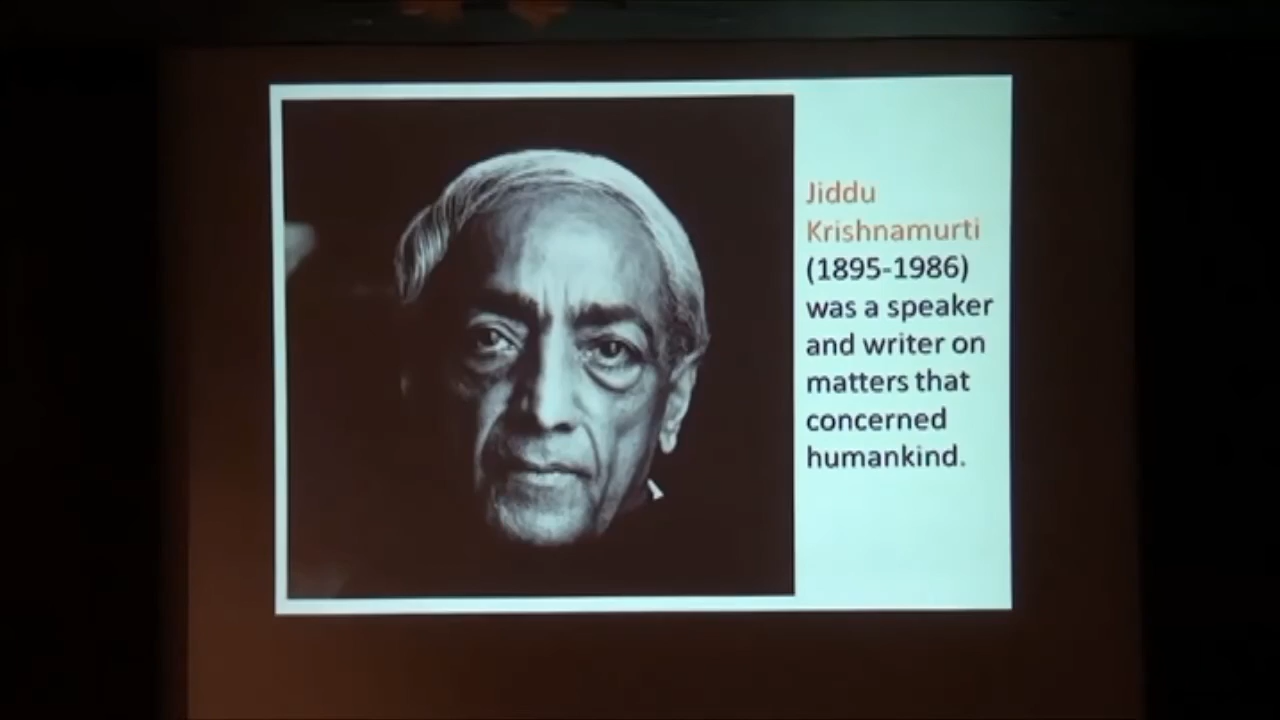 Jiddu
Krishnamurti
(1895-1986)
was a speaker
and writer on
matters that
concerned
humankind.